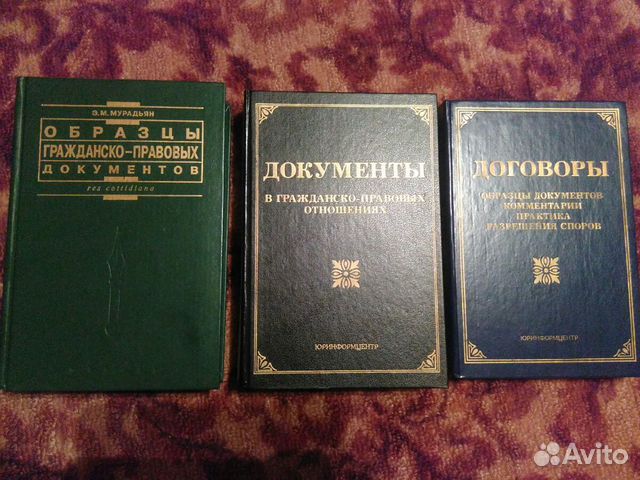 Э.М.МУРАДЬЯН
ОБРАЗЦЫ
ГРАЖДАНСКО-ПРАВОВЫХ
ДОКУМЕНТОВ
res cottidiana
ДОКУМЕНТЫ
В ГРАЖДАНСКО-ПРАВОВЫХ
ОТНОШЕНИЯХ
ЮРИНФОРМЦЕНТР
ДОГОВОРЫ
ОБРАЗЦЫ ДОКУМЕНТОВ
КОММЕНТАРИИ
ПРАКТИКА
РАЗРЕШЕНИЯ СПОРОВ
ЮРИНФОРМЦЕНТР
Avito